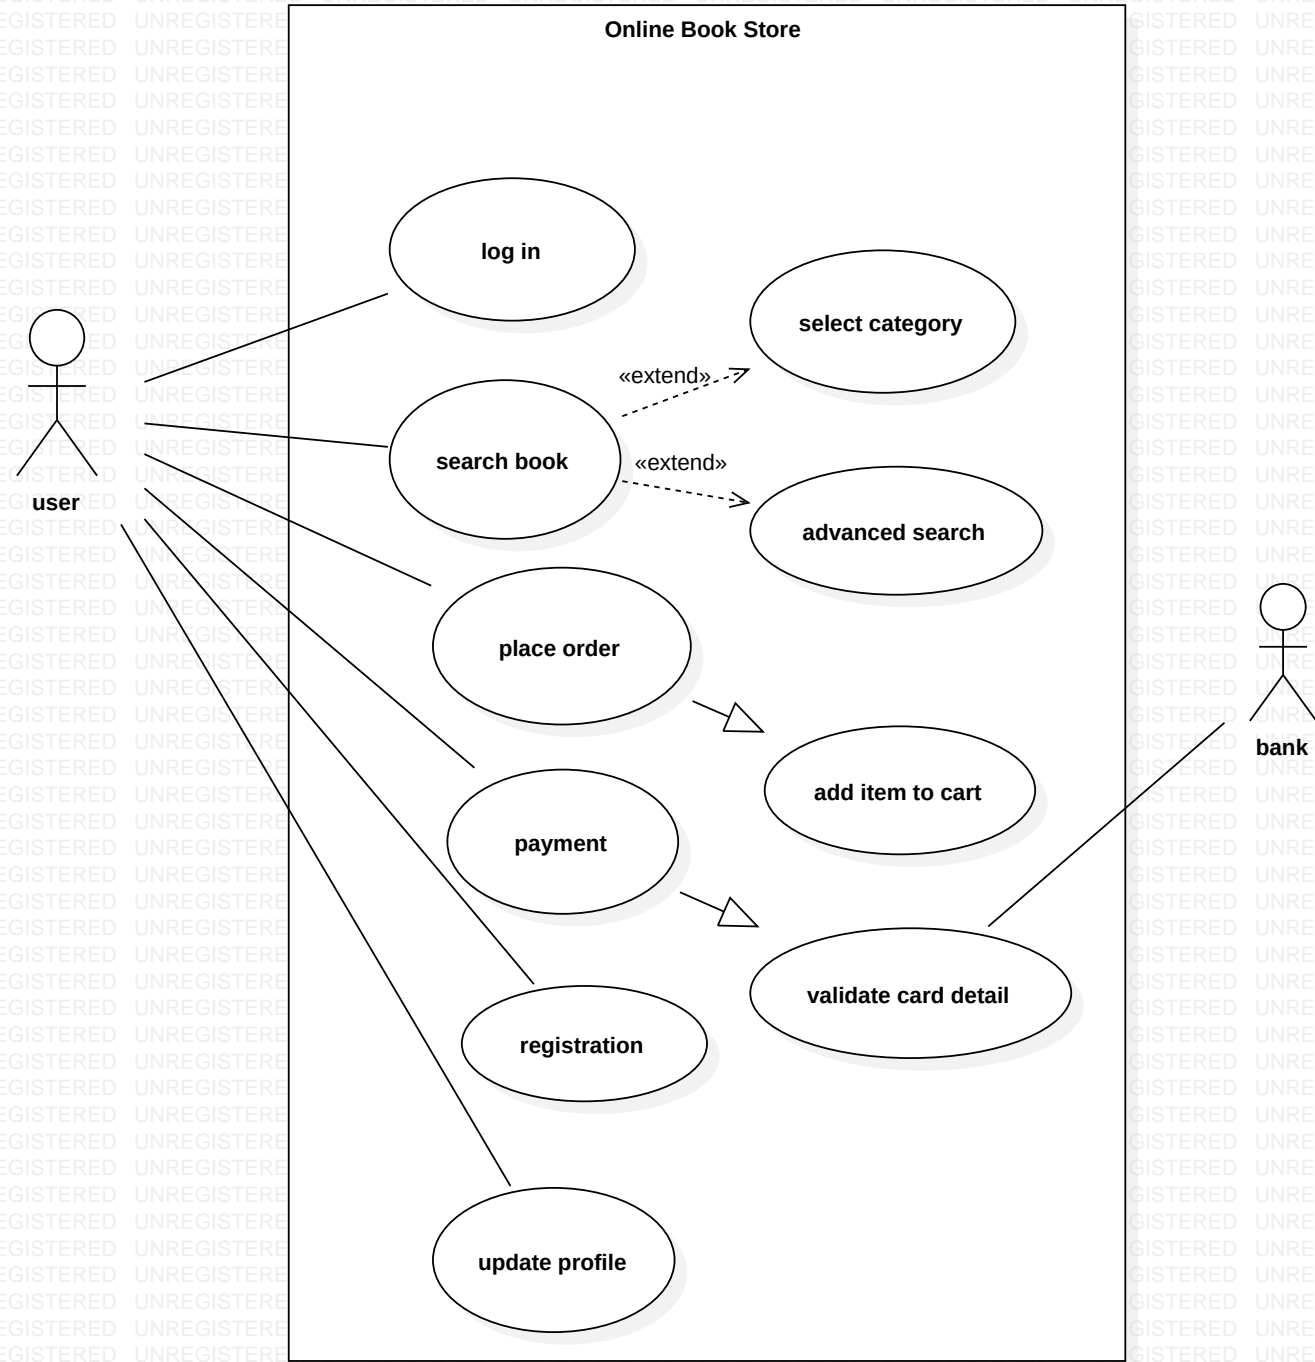 Online Book Store
log in
select category
«extend»
search book
«extend»
user
advanced search
place order
bank
add item to cart
payment
validate card detail
registration
update profile
UNREGISTERED